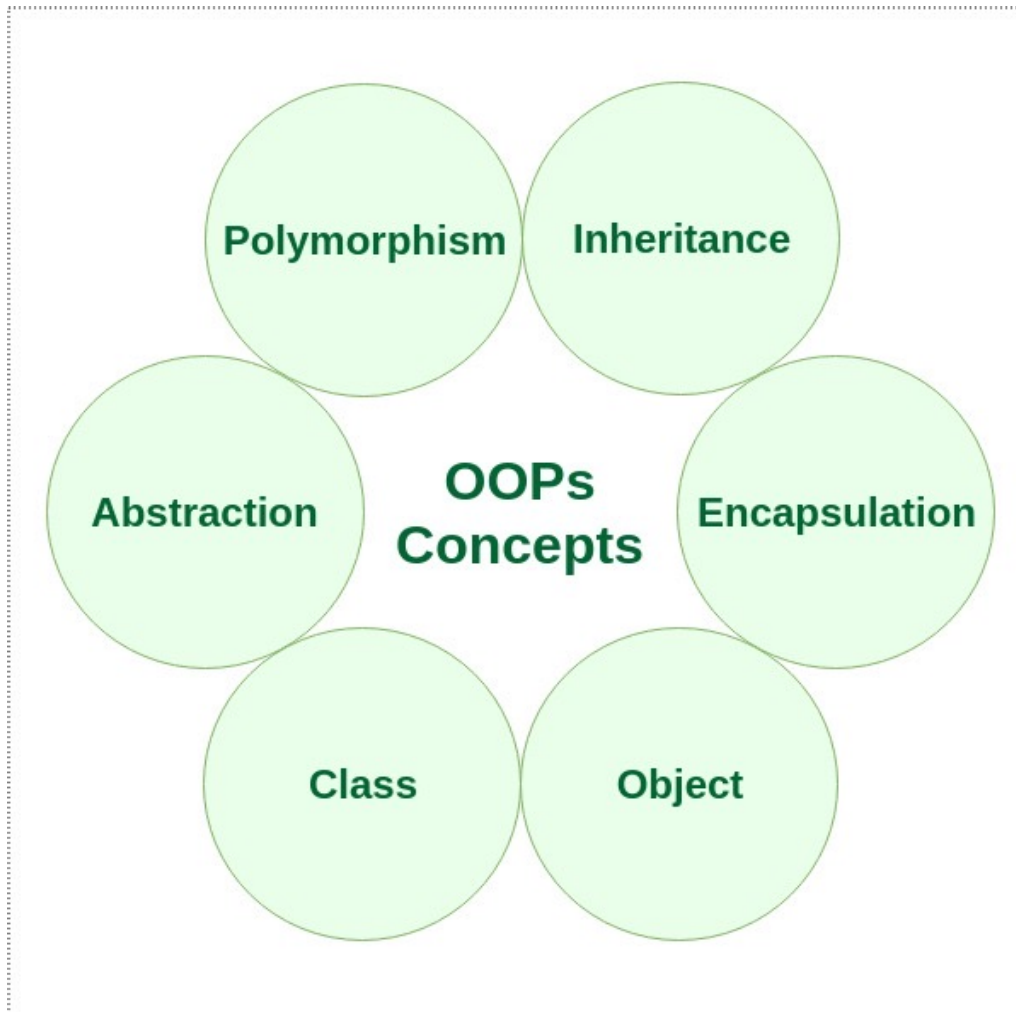 Polymorphism
Inheritance
Abstraction
OOPs
Concepts
Encapsulation
Class
Object